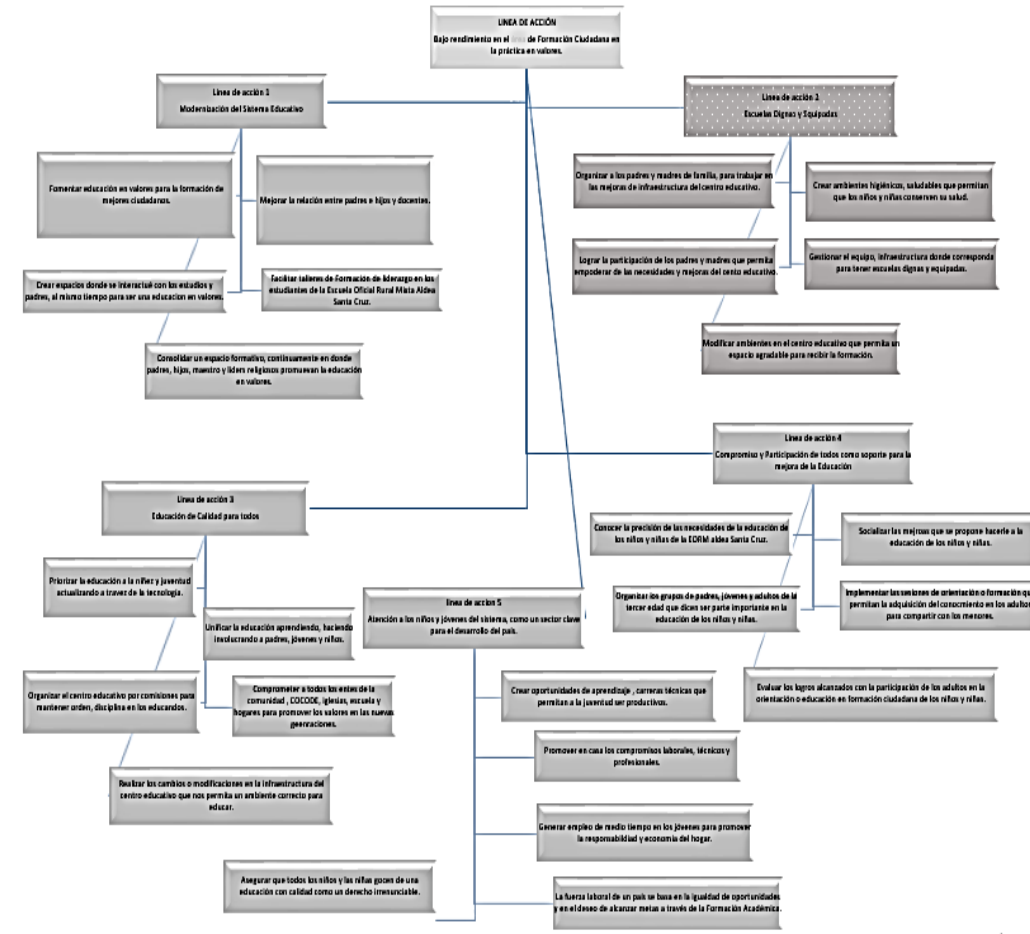 LINEA DE ACCIÓN
Bajo rendimiento en el de Formación Ciudadana en
la práctica en valores.
Linea de acción 1
Modernización del Sistema Educativo
Fomentar educación en valores para la formación de
mejores ciudadanos.
Mejorar la relación entre padres e hijos y docentes.
Crear espacios donde se interactué con los estudios y
padres, al mismo tiempo para ser una educacion en valores.
Facilitar talleres de Formación de liderazgo en los
estudiantes de la Escuela Oficial Rural Mixta Aldea
Santa Cruz.
Consolidar un espacio formativo, continuamente en donde
padres, hijos, maestro y liders religiosos promuevan la educación
en valores.
Linea de acción 2
Escuelas Dignas y Equipadas
Organizar a los padres y madres de familia, para trabajar en
las mejoras de infraestructura del centro educativo.
Crear ambientes higiénicos, saludables que permitan
que los niños y niñas conserven su salud.
Lograr la participación de los padres y madres que permita
empoderar de las necesidades y mejoras del cento educativo.
Gestionar el equipo, infraestructura donde corresponda
para tener escuelas dignas y equipadas.
Modificar ambientes en el centro educativo que permita un
espacio agradable para recibir la formación.
Linea de acción 3
Educación de Calidad para todos
Priorizar la educación a la niñez y juventud
actualizando a travez de la tecnología.
Unificar la educación aprendiendo, haciendo
involucrando a padres, jóvenes y niños.
Organizar el centro educativo por comisiones para
mantener orden, disciplina en los educandos.
Comprometer a todos los entes de la
comunidad , COCODE, iglesias, escuela y
hogares para promover los valores en las nuevas
geenraciones.
Realizar los cambios o modificaciones en la infraestructura del
centro educativo que nos permita un ambiente correcto para
educar.
Linea de acción 4
Compromiso y Participación de todos como soporte para la
mejora de la Educación
Conocer la precisión de las necesidades de la educación de
los niños y niñas de la EORM aldea Santa Cruz.
Socializar las mejroas que se propone hacerle a la
educación de los niños y niñas.
Organizar los grupos de padres, jóvenes y aduhos de la
tercer edad que dicen ser parte importante en la
educación de los niños y niñas.
Implementar las sesiones de orientación o formación qu
permitan la adquisición del conocimiento en los adultos
para compartir con los menores.
Evaluar los logros alcanzados con la participación de los adultos en la
orientación o educación en formación ciudadana de los niños y niñas.
linea de accion 5
Atención a los niños y jóvenes del sistema, como un sector clave
para el desarrollo del país.
Crear oportunidades de aprendizaje , carreras técnicas que
permitan a la juventud ser productivos.
Promover en casa los compromisos laborales, técnicos y
profesionales.
Generar empleo de medio tiempo en los jóvenes para promover
la responsabilidiad y economía del hogar.
Asegurar que todos los niños y las niñas gocen de una
educación con calidad como un derecho irrenunciable.
La fuerza laboral de un país se basa en la igualdad de oportunidades
y en el deseo de alcanzar metas a través de la Formación Académica.